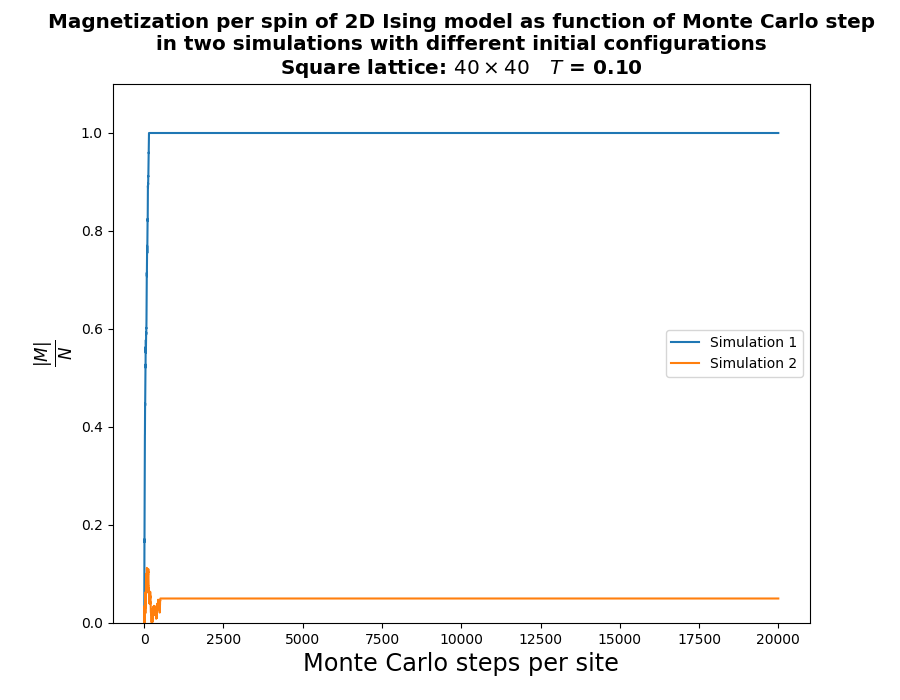 Magnetization per spin of 2D Ising model as function of Monte Carlo step
in two simulations with different initial configurations
Square lattice: 40 × 40 T = 0.10
1.0
0.8
0.6
0.4
0.2
0.0
|M|
N
Simulation 1
Simulation 2
0 2500 5000 7500 10000 12500 15000 17500 20000
Monte Carlo steps per site